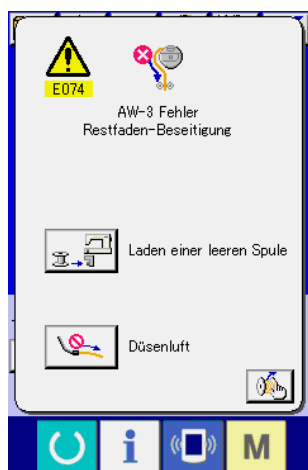 E074
AW-3 Fehler
Restfaden-Beseitigung
Laden einer leeren Spule
Düsenluft
i
M